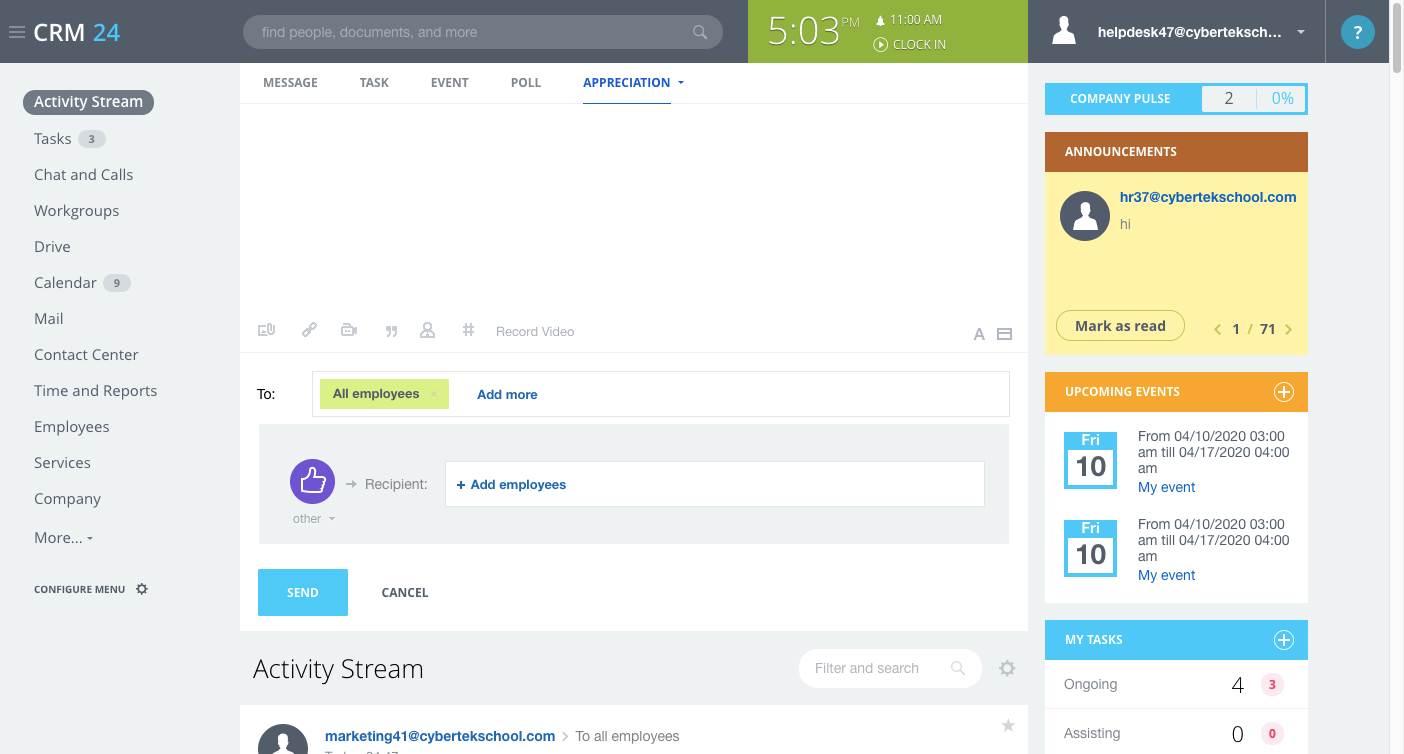 CRM 24
find people, documents, and more
5:03 PM
11:00 AM
CLOCK IN
helpdesk47@cyberteksch...
?
Activity Stream
Tasks 3
Chat and Calls
Workgroups
Drive
Calendar 9
Mail
Contact Center
Time and Reports
Employees
Services
Company
More...
CONFIGURE MENU
MESSAGE TASK EVENT POLL APPRECIATION
Record Video
A
To: All employees × Add more
Recipient: + Add employees
other
SEND CANCEL
Activity Stream
Filter and search
marketing41@cybertekschool.com > To all employees
COMPANY PULSE 2 0%
ANNOUNCEMENTS
hr37@cybertekschool.com
hi
Mark as read
1 / 71
UPCOMING EVENTS
Fri
10
From 04/10/2020 03:00
am till 04/17/2020 04:00
am
My event
Fri
10
From 04/10/2020 03:00
am till 04/17/2020 04:00
am
My event
MY TASKS
Ongoing 4 3
Assisting 0 0